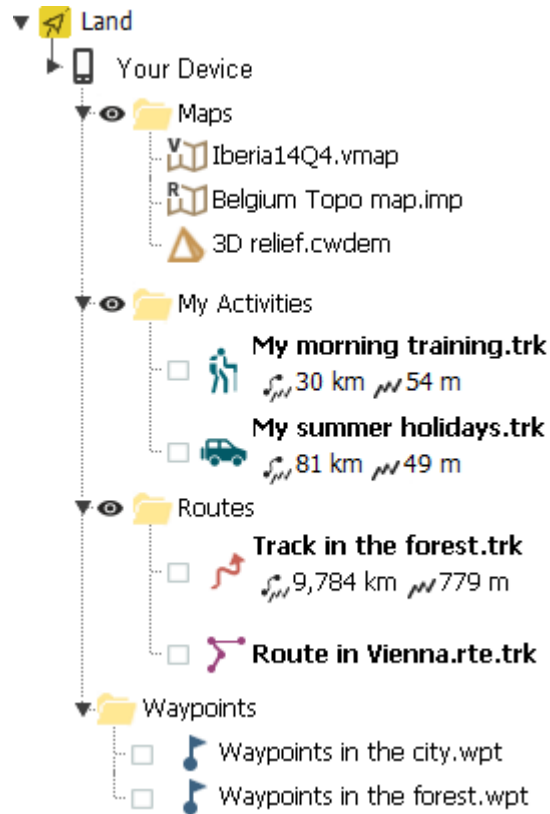 Land
Your Device
Maps
V Iberia14Q4.vmap
R Belgium Topo map.imp
3D relief.cwdem
My Activities
My morning training.trk
30 km 54 m
My summer holidays.trk
81 km 49 m
Routes
Track in the forest.trk
9,784 km 779 m
Route in Vienna.rte.trk
Waypoints
Waypoints in the city.wpt
Waypoints in the forest.wpt